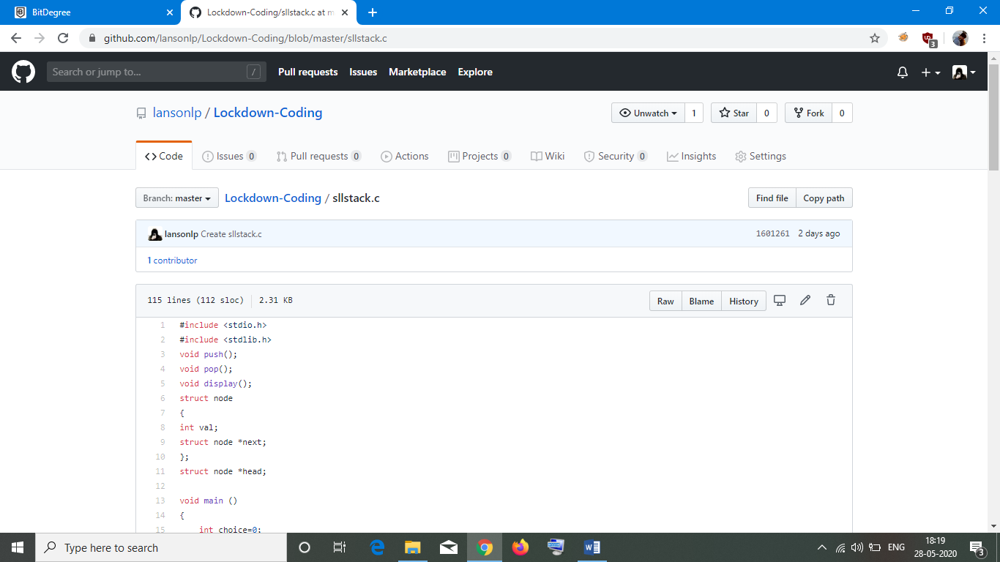 BitDegree
Lockdown-Coding/sllstack.c at m
github.com/lansonlp/Lockdown-Coding/blob/master/sllstack.c
3
Search or jump to...
/
Pull requests Issues Marketplace Explore
lansonlp / Lockdown-Coding
Unwatch 1 Star 0 Fork 0
Code Issues 0 Pull requests 0 Actions Projects 0 Wiki Security 0 Insights Settings
Branch: master Lockdown-Coding / sllstack.c Find file Copy path
lansonlp Create sllstack.c 1601261 2 days ago
1 contributor
115 lines (112 sloc) 2.31 KB Raw Blame History
1 #include <stdio.h>
2 #include <stdlib.h>
3 void push();
4 void pop();
5 void display();
6 struct node
7 {
8 int val;
9 struct node *next;
10 };
11 struct node *head;
12
13 void main ()
14 {
15 int choice=0;
Type here to search
ENG
18:19
28-05-2020
3